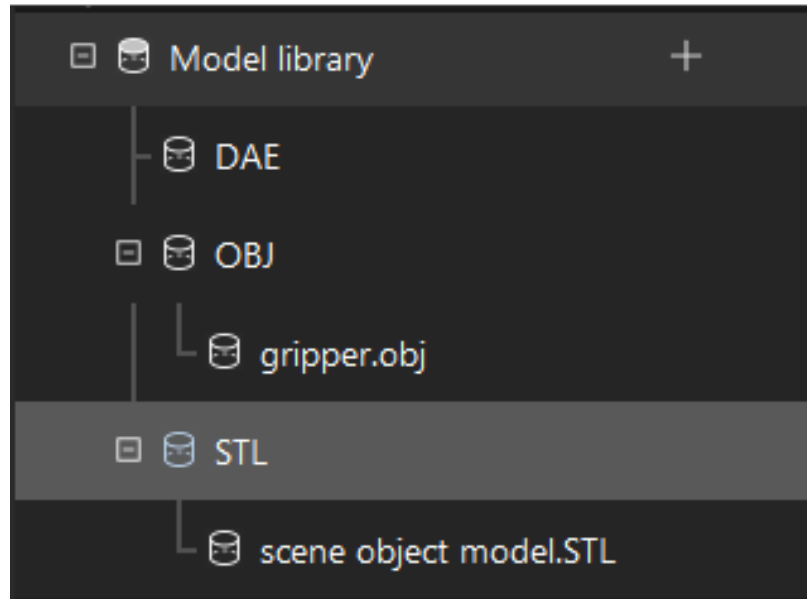 Model library
DAE
OBJ
gripper.obj
STL
scene object model.STL